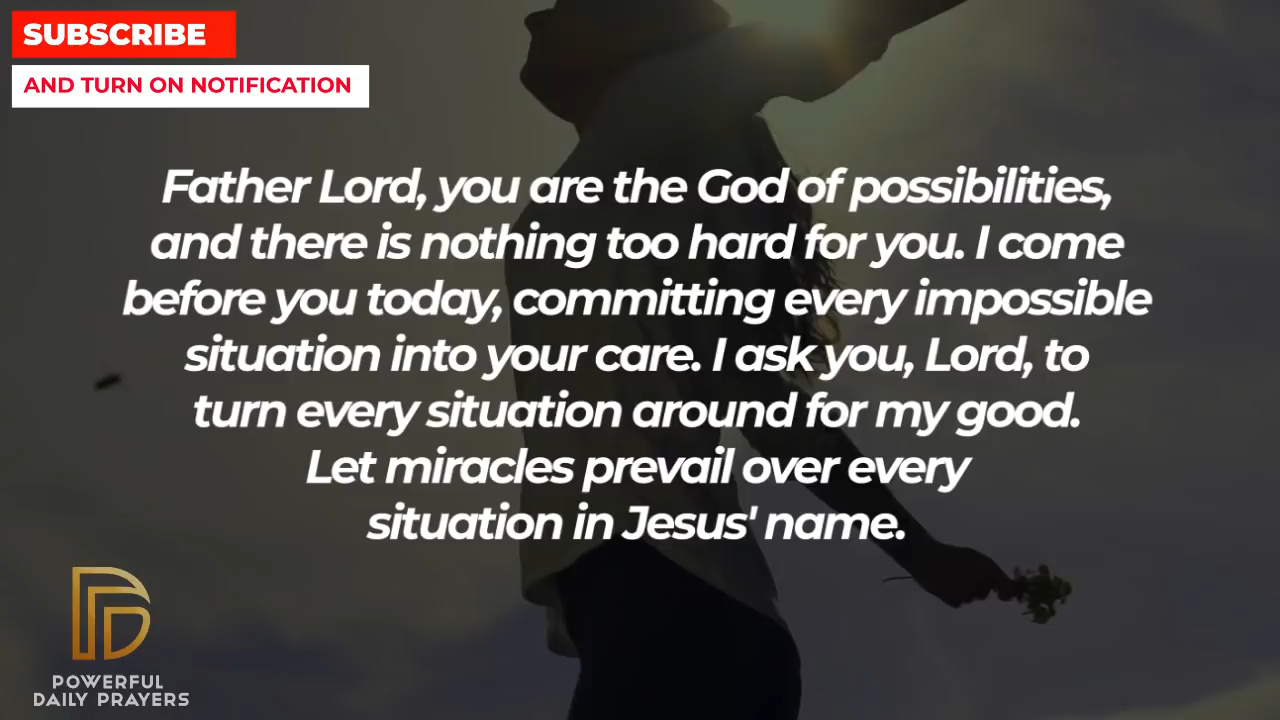 SUBSCRIBE
AND TURN ON NOTIFICATION
Father Lord, you are the God of possibilities,
and there is nothing too hard for you. I come
before you today, committing every impossible
situation into your care. I ask you, Lord, to
turn every situation around for my good.
Let miracles prevail over every
situation in Jesus' name.
POWERFUL
DAILY PRAYERS